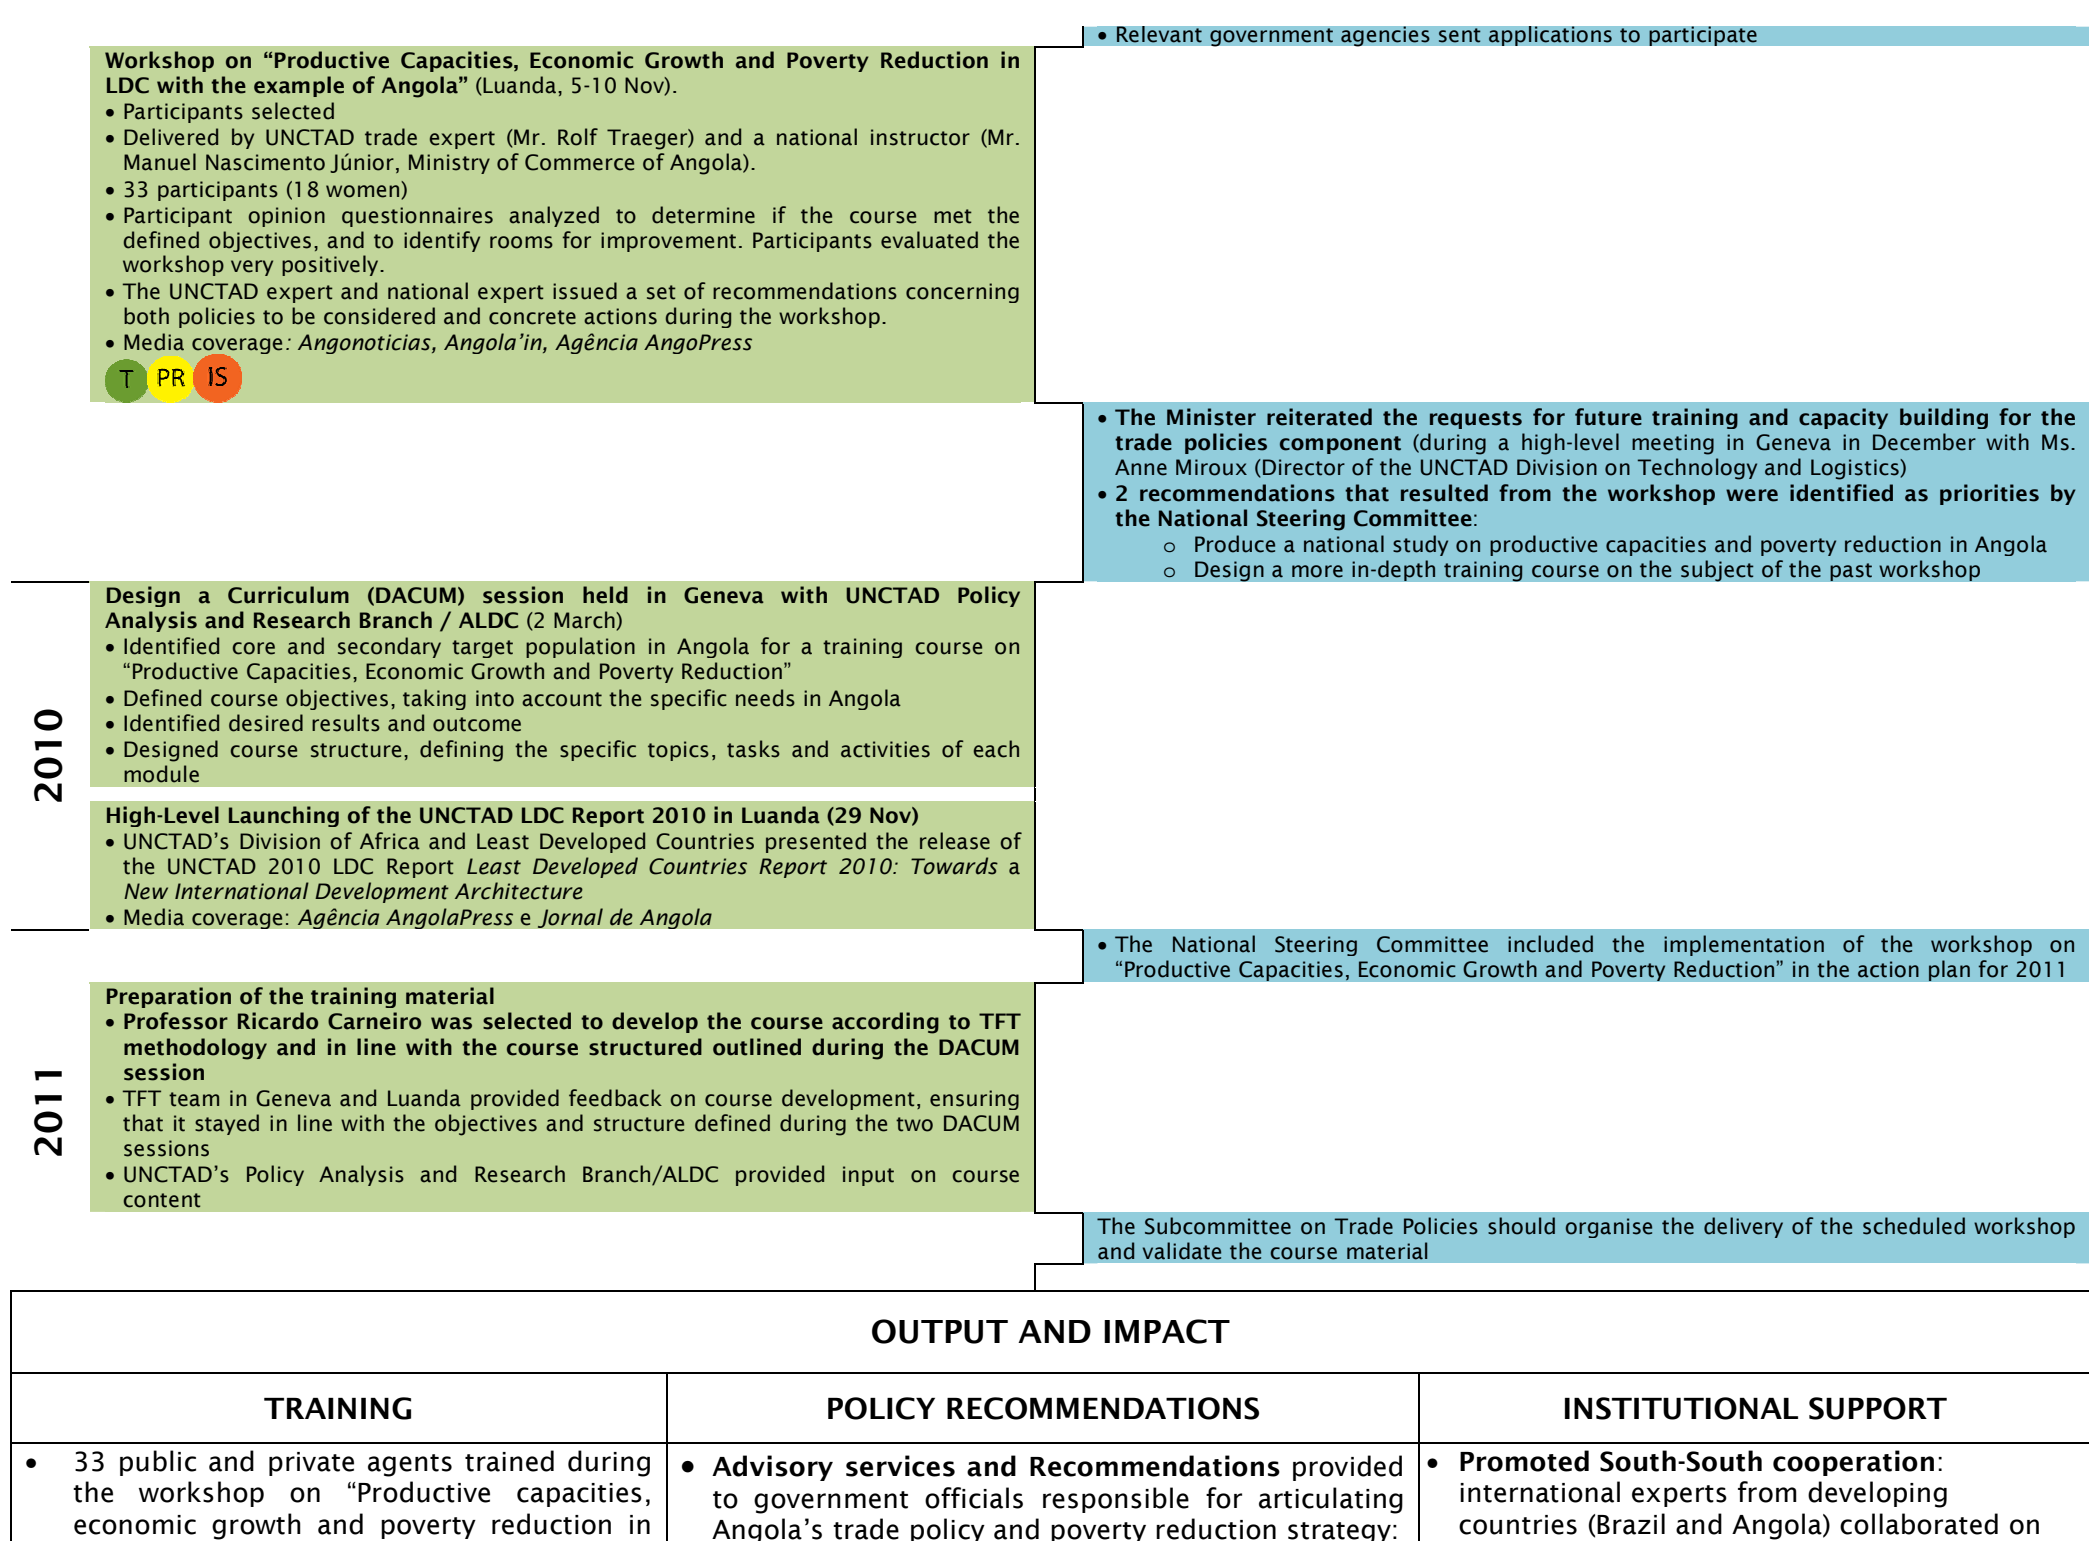 • Relevant government agencies sent applications to participate
Workshop on “Productive Capacities, Economic Growth and Poverty Reduction in
LDC with the example of Angola” (Luanda, 5-10 Nov).
• Participants selected
• Delivered by UNCTAD trade expert (Mr. Rolf Traeger) and a national instructor (Mr.
Manuel Nascimento Júnior, Ministry of Commerce of Angola).
• 33 participants (18 women)
• Participant opinion questionnaires analyzed to determine if the course met the
defined objectives, and to identify rooms for improvement. Participants evaluated the
workshop very positively.
• The UNCTAD expert and national expert issued a set of recommendations concerning
both policies to be considered and concrete actions during the workshop.
• Media coverage: Angonoticias, Angola’in, Agência AngoPress
T PR IS
• The Minister reiterated the requests for future training and capacity building for the
trade policies component (during a high-level meeting in Geneva in December with Ms.
Anne Miroux (Director of the UNCTAD Division on Technology and Logistics)
• 2 recommendations that resulted from the workshop were identified as priorities by
the National Steering Committee:
o Produce a national study on productive capacities and poverty reduction in Angola
o Design a more in-depth training course on the subject of the past workshop
2010
Design a Curriculum (DACUM) session held in Geneva with UNCTAD Policy
Analysis and Research Branch / ALDC (2 March)
• Identified core and secondary target population in Angola for a training course on
“Productive Capacities, Economic Growth and Poverty Reduction”
• Defined course objectives, taking into account the specific needs in Angola
• Identified desired results and outcome
• Designed course structure, defining the specific topics, tasks and activities of each
module
High-Level Launching of the UNCTAD LDC Report 2010 in Luanda (29 Nov)
• UNCTAD’s Division of Africa and Least Developed Countries presented the release of
the UNCTAD 2010 LDC Report Least Developed Countries Report 2010: Towards a
New International Development Architecture
• Media coverage: Agência AngolaPress e Jornal de Angola
• The National Steering Committee included the implementation of the workshop on
“Productive Capacities, Economic Growth and Poverty Reduction” in the action plan for 2011
2011
Preparation of the training material
• Professor Ricardo Carneiro was selected to develop the course according to TFT
methodology and in line with the course structured outlined during the DACUM
session
• TFT team in Geneva and Luanda provided feedback on course development, ensuring
that it stayed in line with the objectives and structure defined during the two DACUM
sessions
• UNCTAD’s Policy Analysis and Research Branch/ALDC provided input on course
content
The Subcommittee on Trade Policies should organise the delivery of the scheduled workshop
and validate the course material
OUTPUT AND IMPACT
TRAINING
• 33 public and private agents trained during
the workshop on “Productive capacities,
economic growth and poverty reduction in
POLICY RECOMMENDATIONS
• Advisory services and Recommendations provided
to government officials responsible for articulating
Angola’s trade policy and poverty reduction strategy:
INSTITUTIONAL SUPPORT
• Promoted South-South cooperation:
international experts from developing
countries (Brazil and Angola) collaborated on